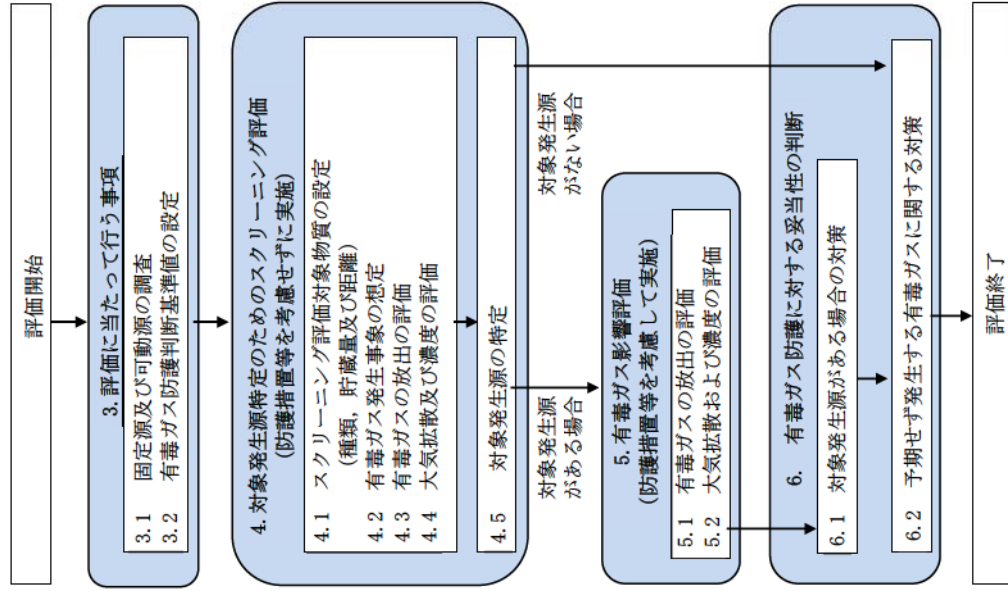 評価開始
3.評価に当たって行う事項
3.1 固定源及び可動源の調査
3.2 有毒ガス防護判断基準値の設定
4.対象発生源特定のためのスクリーニング評価
(防護措置等を考慮せずに実施)
4.1 スクリーニング評価対象物質の設定
(種類，貯蔵量及び距離)
4.2 有毒ガス発生事象の想定
4.3 有毒ガスの放出の評価
4.4 大気拡散及び濃度の評価
4.5 対象発生源の特定
対象発生源
がある場合
対象発生源
がない場合
5.有毒ガス影響評価
(防護措置等を考慮して実施)
5.1 有毒ガスの放出の評価
5.2 大気拡散および濃度の評価
6. 有毒ガス防護に対する妥当性の判断
6.1 対象発生源がある場合の対策
6.2 予期せず発生する有毒ガスに関する対策
評価終了